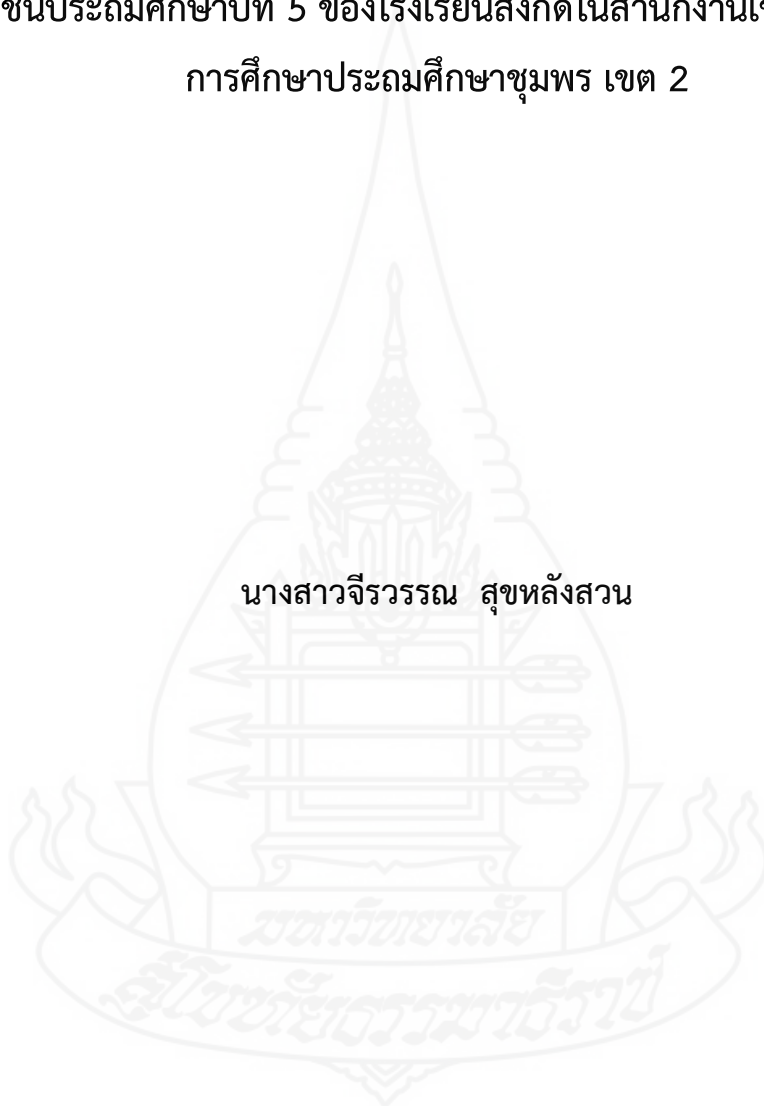 ชั้นประถมศึกษาปีที่ 5 ของโรงเรียนสังกัดในสำนักงานเข
การศึกษาประถมศึกษาชุมพร เขต 2
นางสาวจีรวรรณ สุขหลังสวน
มหาวิทยาลัย
สุโขทัยธรรมาธิราช